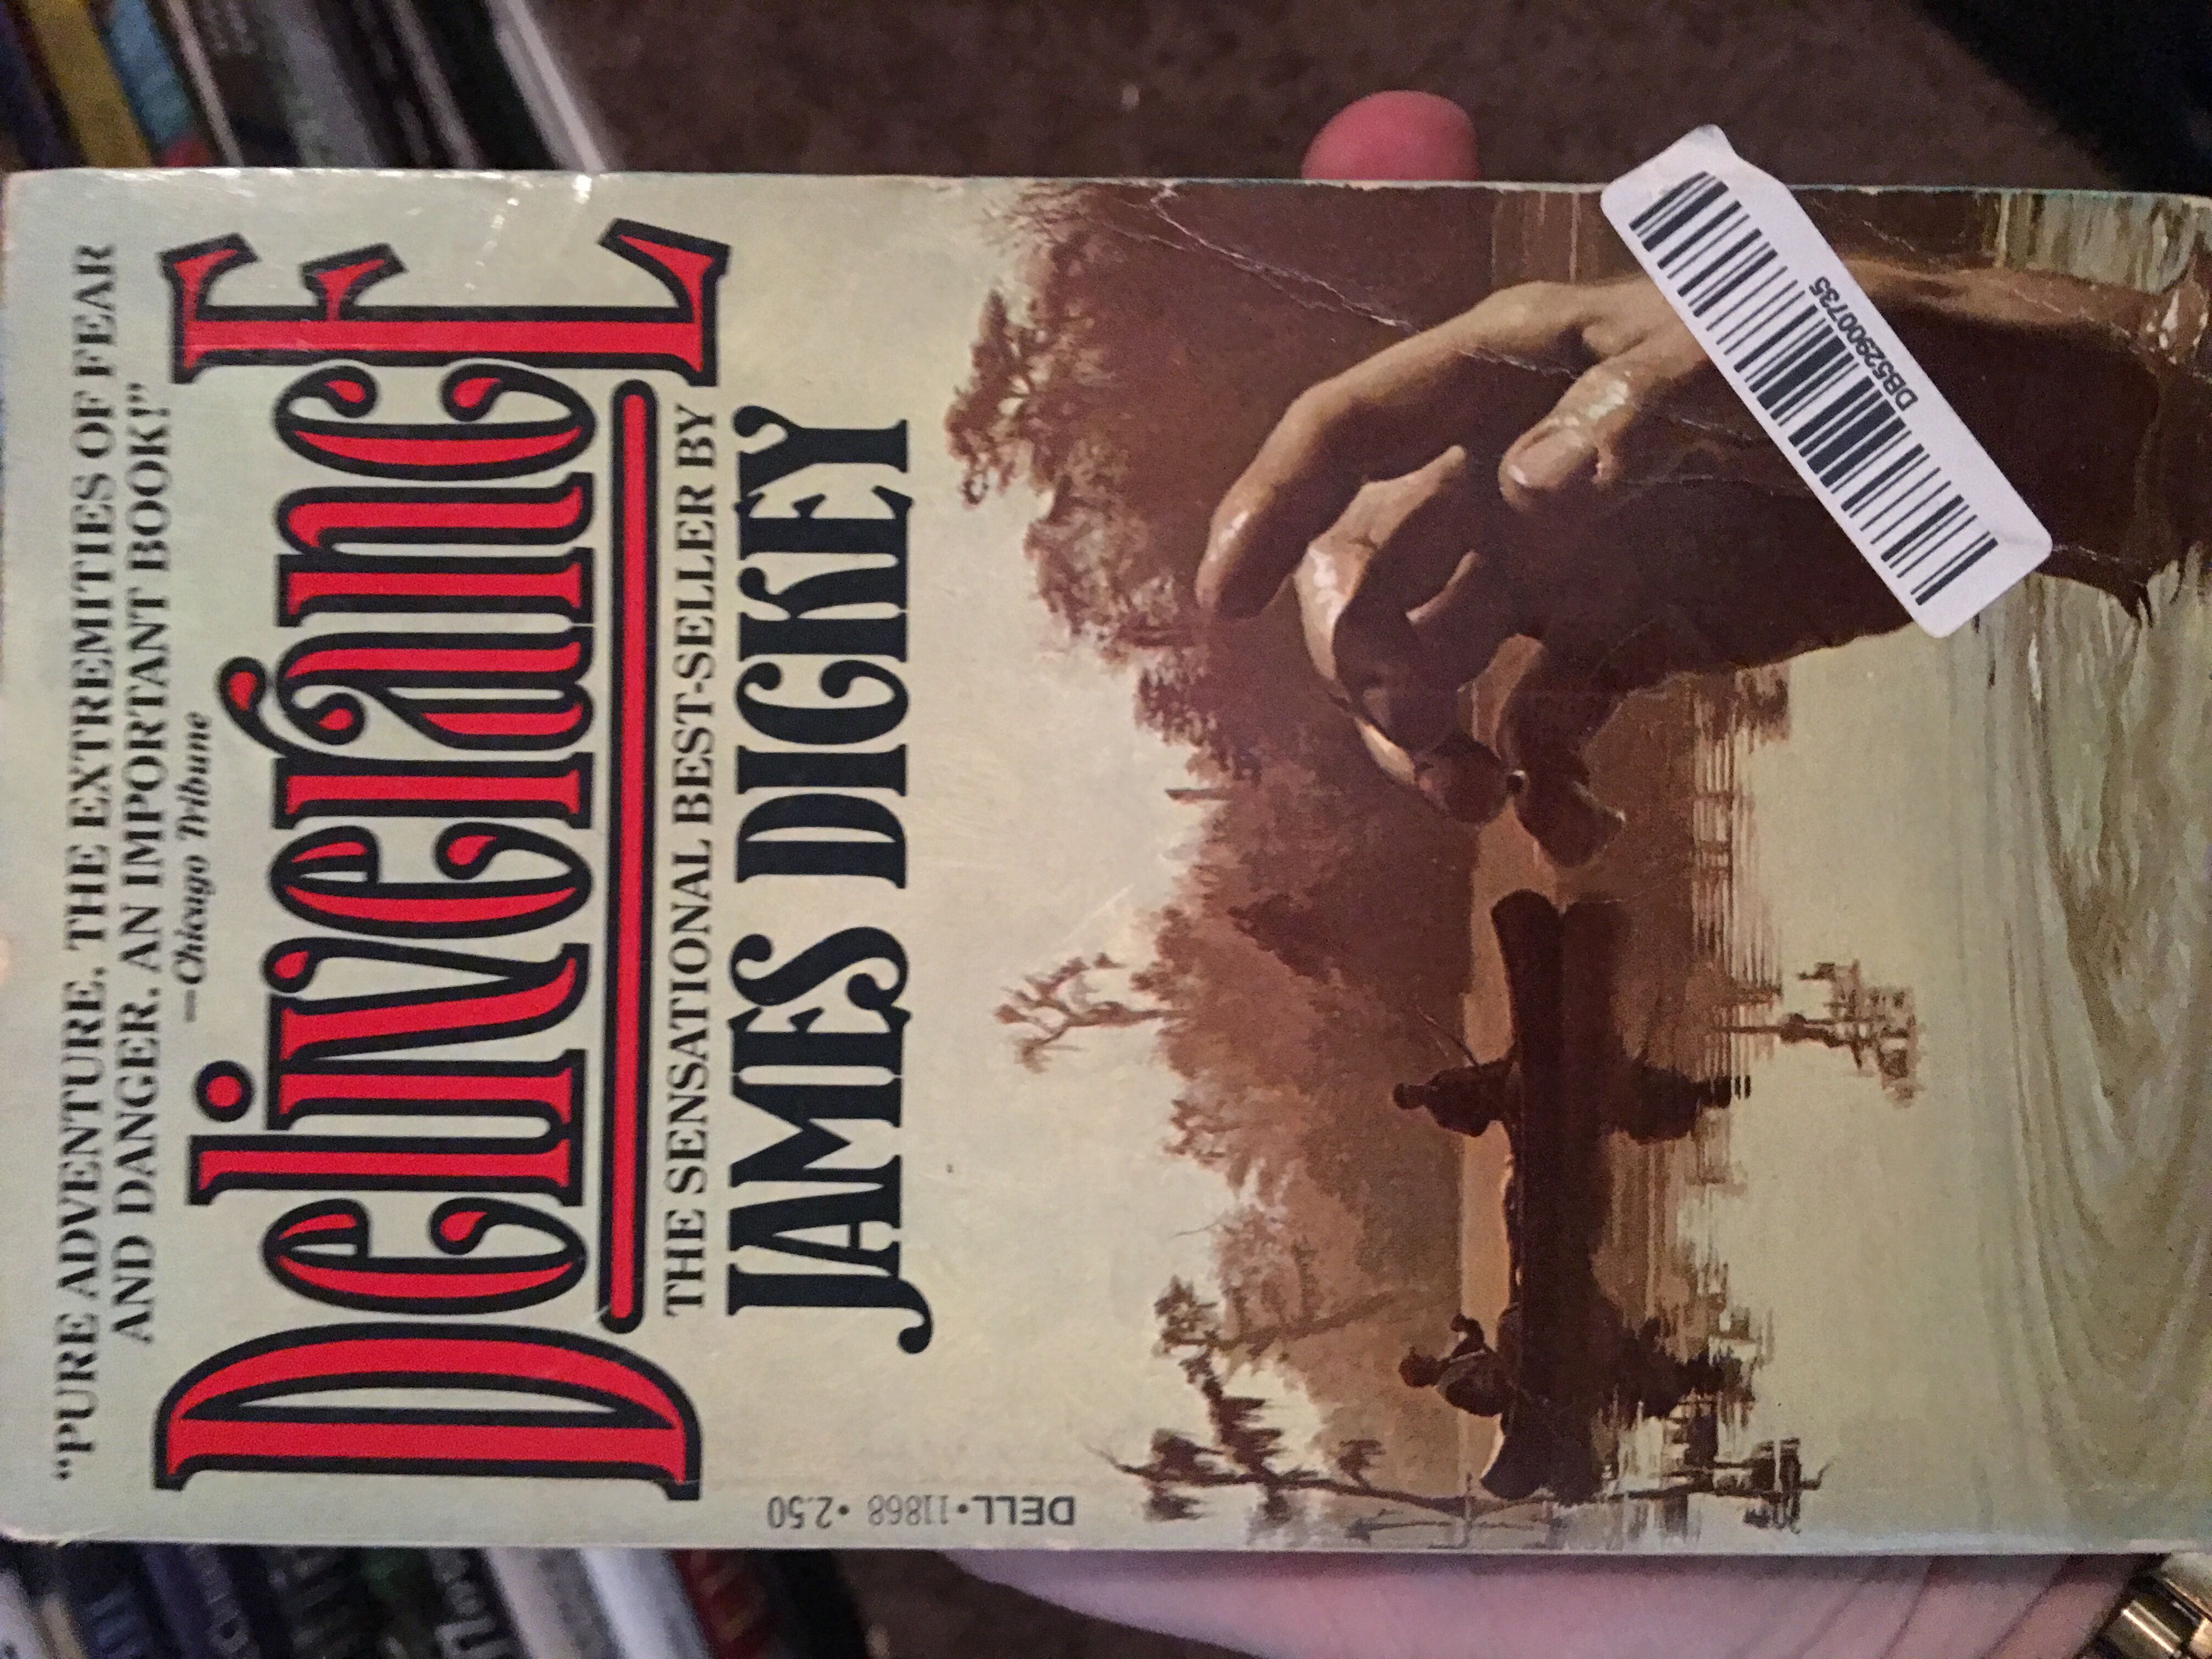 “PURE ADVENTURE. THE EXTREMITIES OF FEAR
AND DANGER. AN IMPORTANT BOOK!”
—Chicago Tribune
DelivérancE
THE SENSATIONAL BEST-SELLER BY
JAMES DICKEY
DELL • 11868 • 2.50
DB52900735